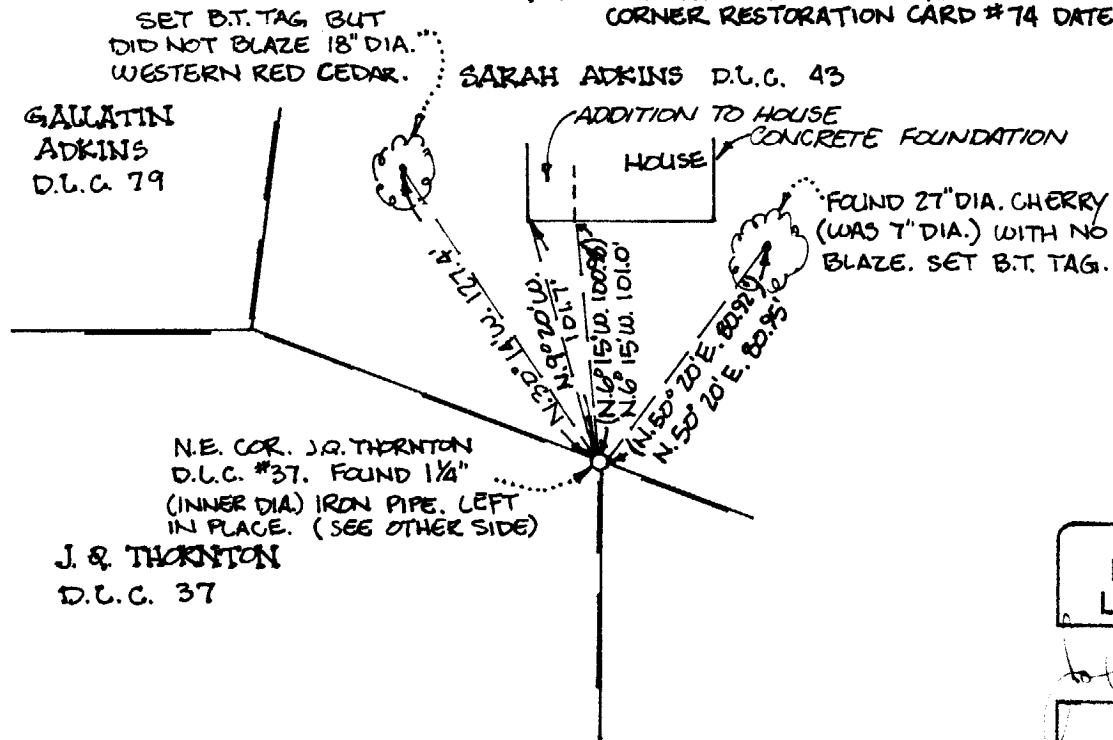 CORNER RESTORATION CARD #74 DATE
SET B.T. TAG BUT
DID NOT BLAZE 18" DIA.
WESTERN RED CEDAR.
SARAH ADKINS D.L.C. 43
GALLATIN
ADKINS
D.L.C. 79
ADDITION TO HOUSE
CONCRETE FOUNDATION
HOUSE
FOUND 27" DIA. CHERRY
(WAS 7" DIA.) WITH NO
BLAZE. SET B.T. TAG.
N.30° 14' W. 127.4'
N.9° 20' W.
101.7'
(N.6° 15' W. 100.98')
N.6° 15' W. 101.0'
(N.50° 20' E. 80.92')
N.50° 20' E. 80.95'
N.E. COR. J.Q. THORNTON
D.L.C. #37. FOUND 1¼"
(INNER DIA.) IRON PIPE. LEFT
IN PLACE. (SEE OTHER SIDE)
J. Q. THORNTON
D.L.C. 37
L
to